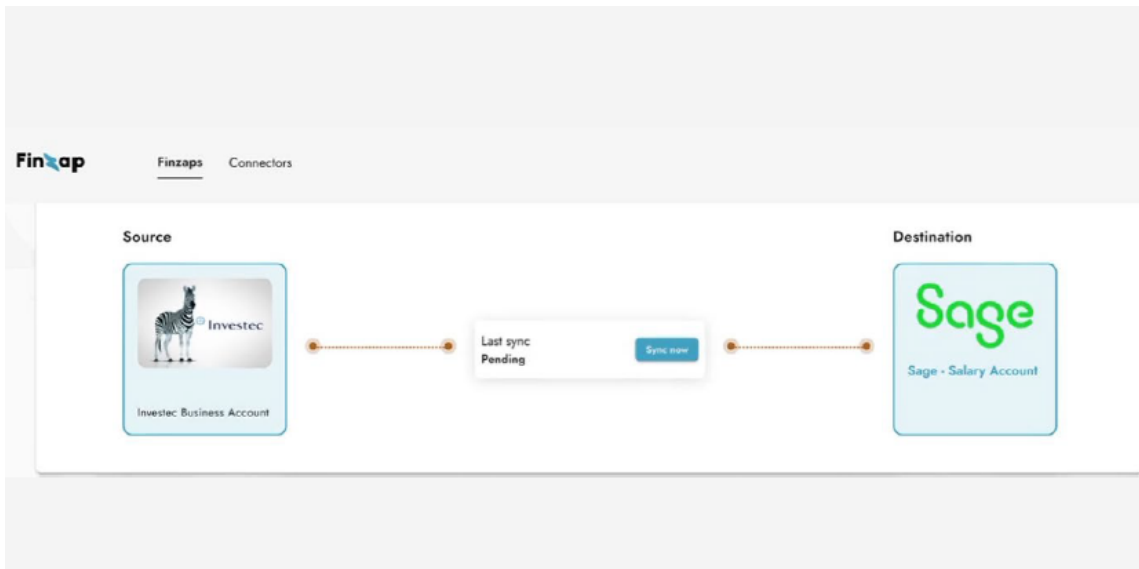 Finzap
Finzaps Connectors
Source
Destination
Investec
Investec Business Account
Last sync
Pending
Sync now
Sage
Sage - Salary Account